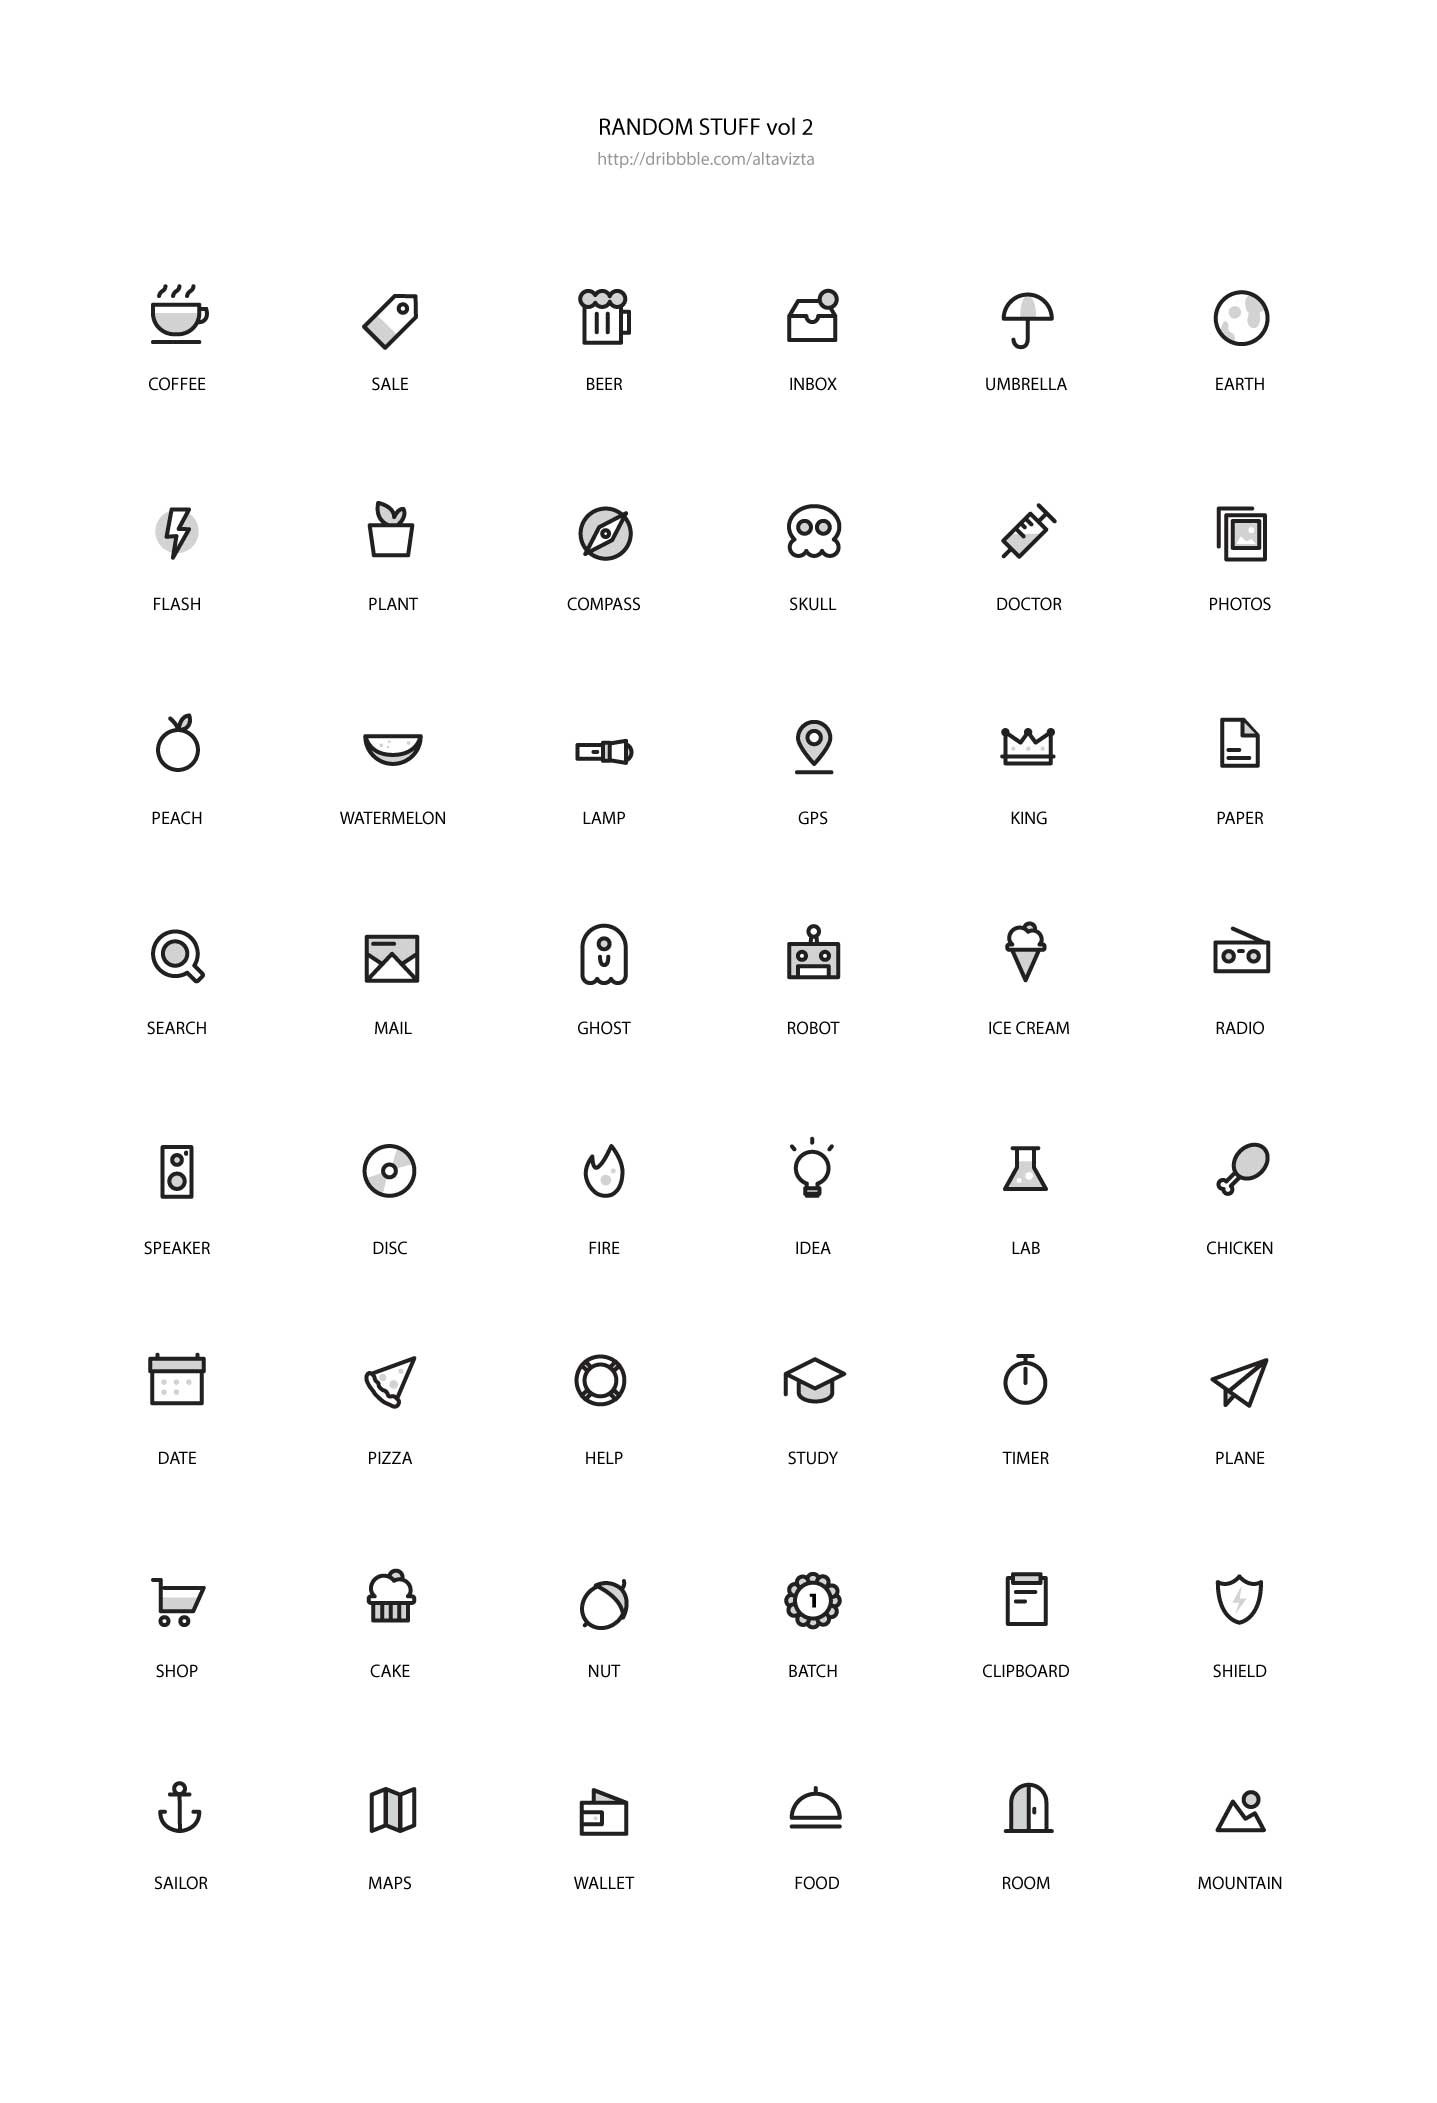 RANDOM STUFF vol 2
http://dribbble.com/altavizta
COFFEE SALE BEER INBOX UMBRELLA EARTH
FLASH PLANT COMPASS SKULL DOCTOR PHOTOS
PEACH WATERMELON LAMP GPS KING PAPER
SEARCH MAIL GHOST ROBOT ICE CREAM RADIO
SPEAKER DISC FIRE IDEA LAB CHICKEN
DATE PIZZA HELP STUDY TIMER PLANE
1
SHOP CAKE NUT BATCH CLIPBOARD SHIELD
SAILOR MAPS WALLET FOOD ROOM MOUNTAIN